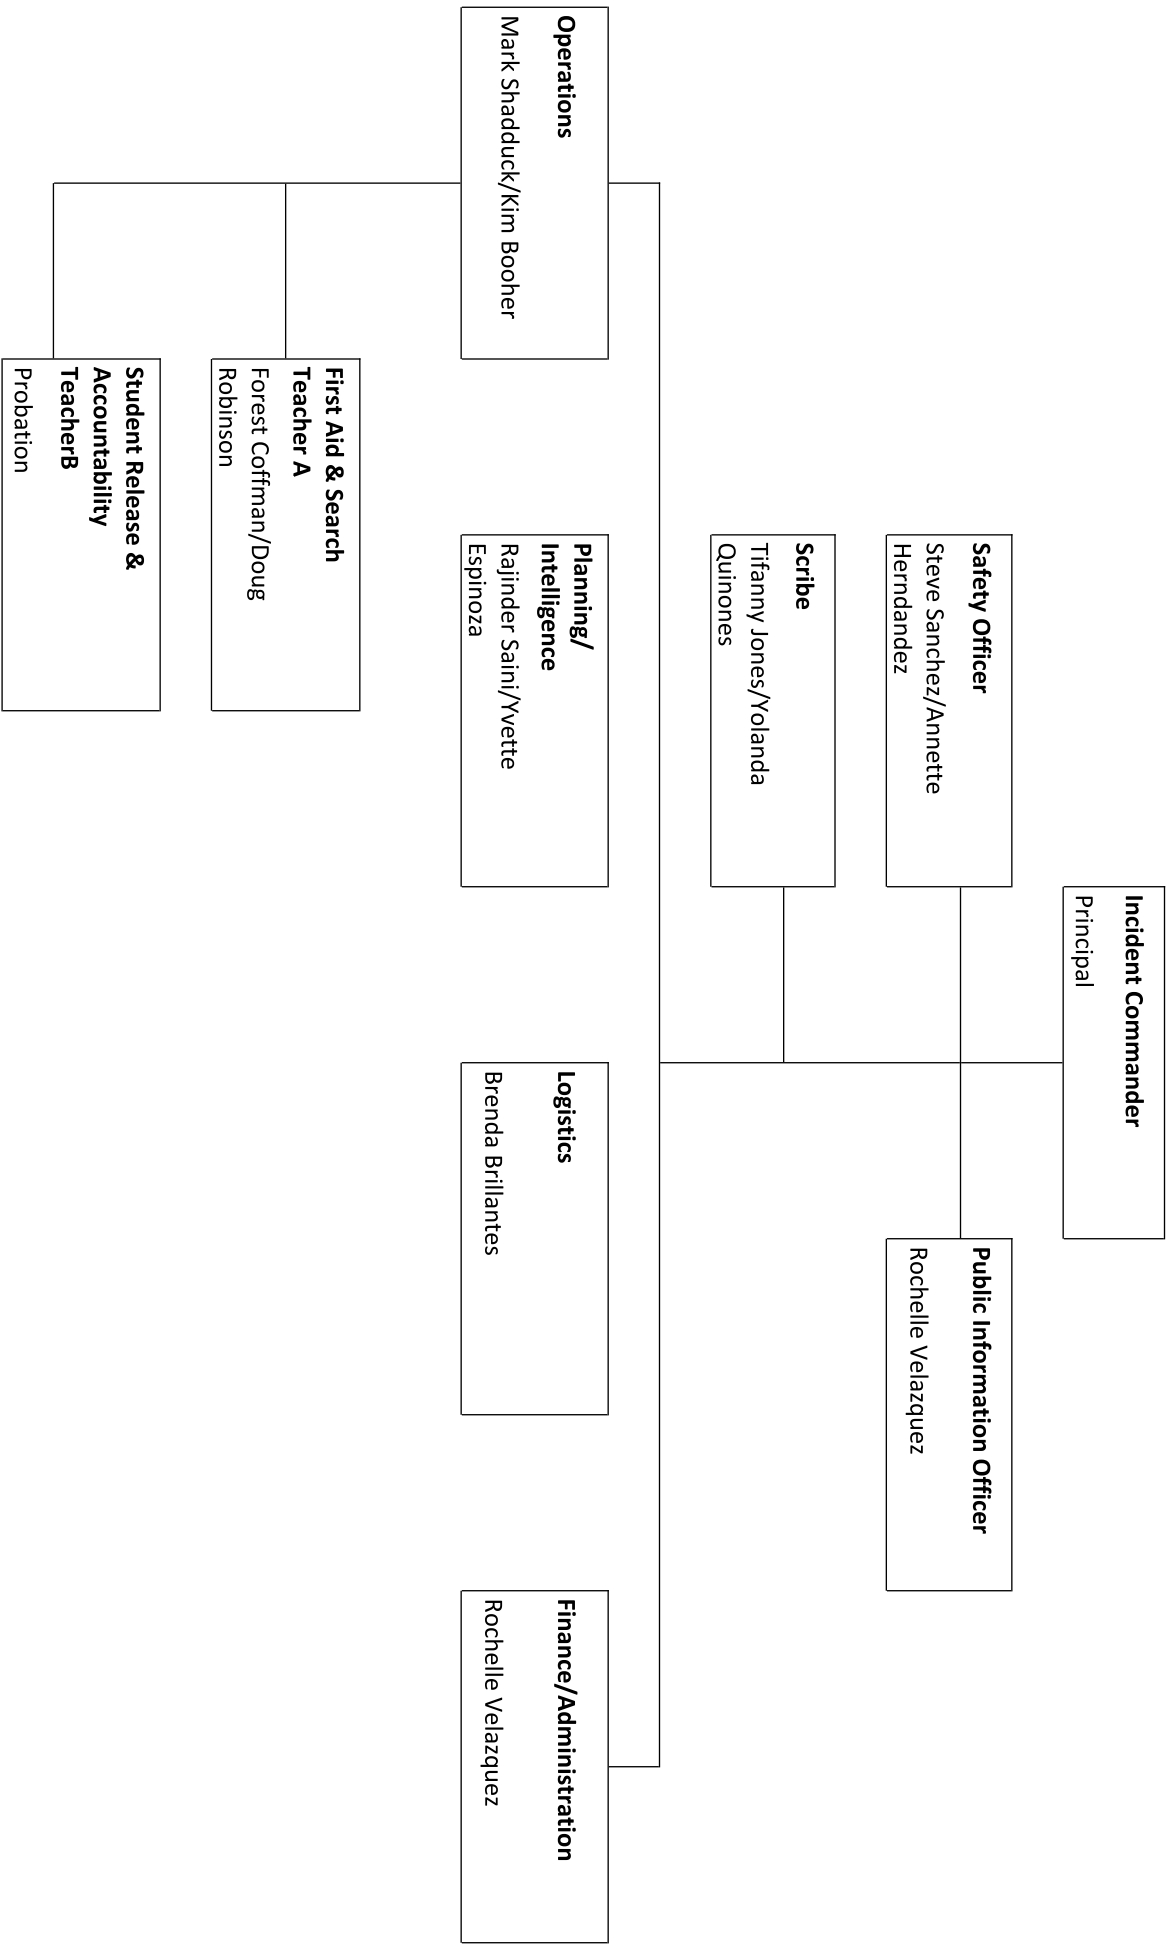 Incident Commander
Principal
Safety Officer
Steve Sanchez/Annette
Herndandez
Public Information Officer
Rochelle Velazquez
Scribe
Tifanny Jones/Yolanda
Quinones
Operations
Mark Shadduck/Kim Booher
Planning/
Intelligence
Rajinder Saini/Yvette
Espinoza
Logistics
Brenda Brillantes
Finance/Administration
Rochelle Velazquez
First Aid & Search
Teacher A
Forest Coffman/Doug
Robinson
Student Release &
Accountability
TeacherB
Probation